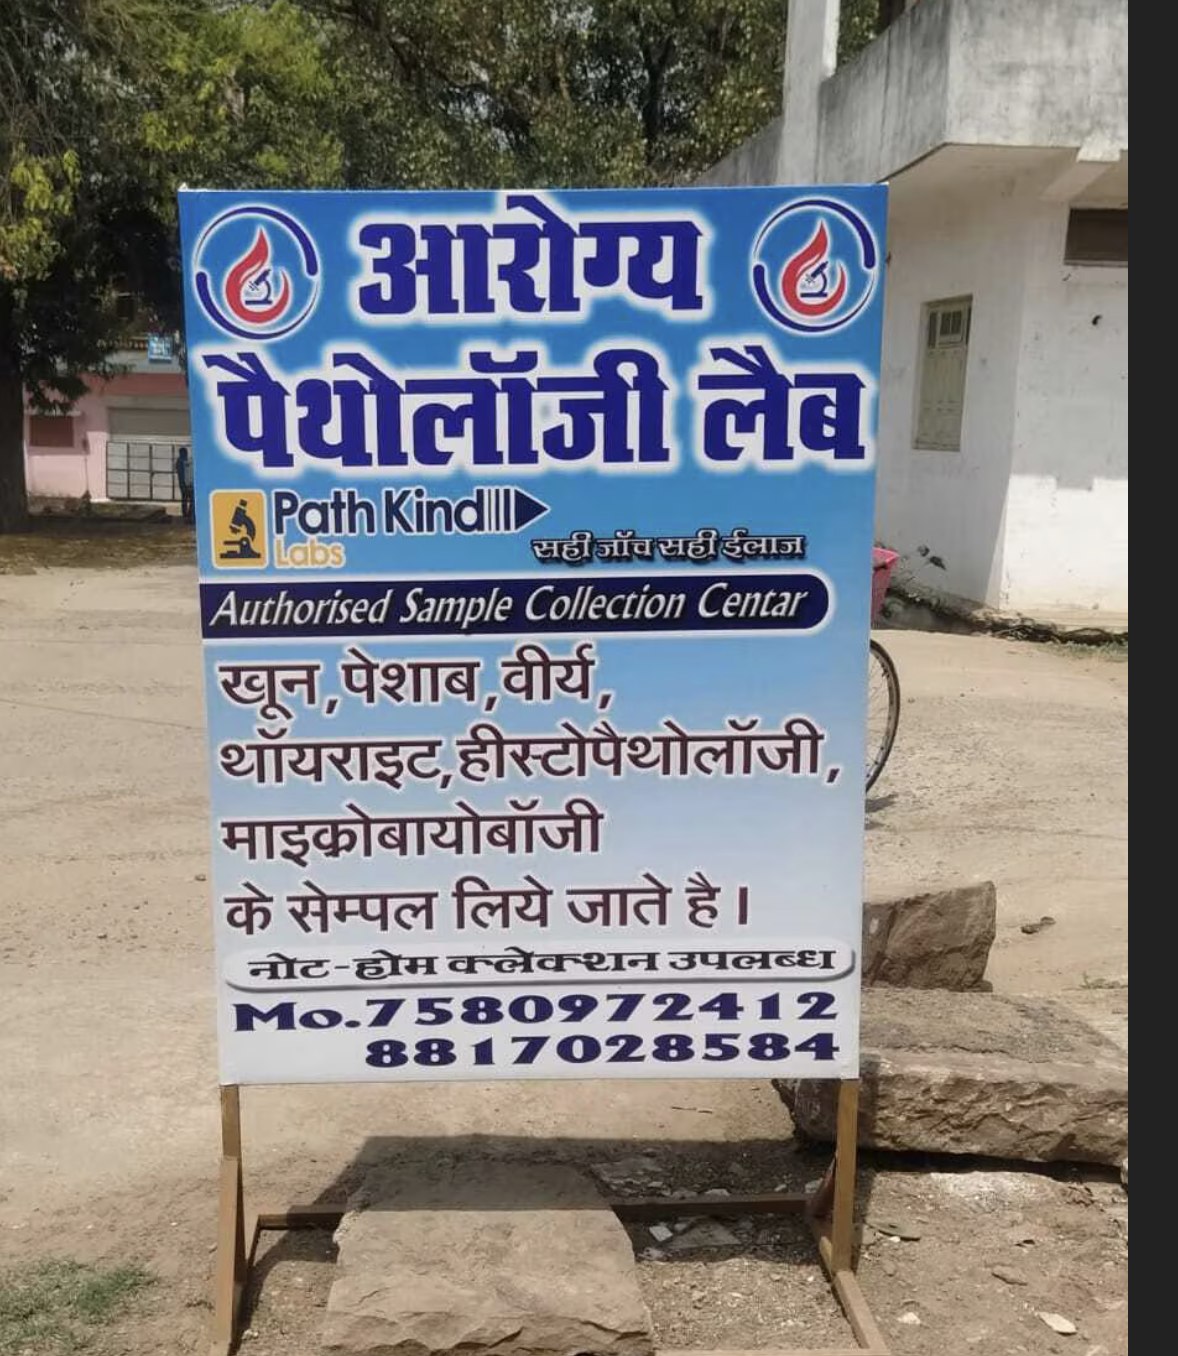 आरोग्य
पैथोलॉजी लैब
Path Kind
Labs
सही जॉच सही ईलाज
Authorised Sample Collection Centar
खून,पेशाब,वीर्य,
थॉयराइट,हीस्टोपैथोलॉजी,
माइक्रोबायोबॉजी
के सेम्पल लिये जाते है।
नोट-होम क्लेक्शन उपलब्ध
Mo.7580972412
8817028584